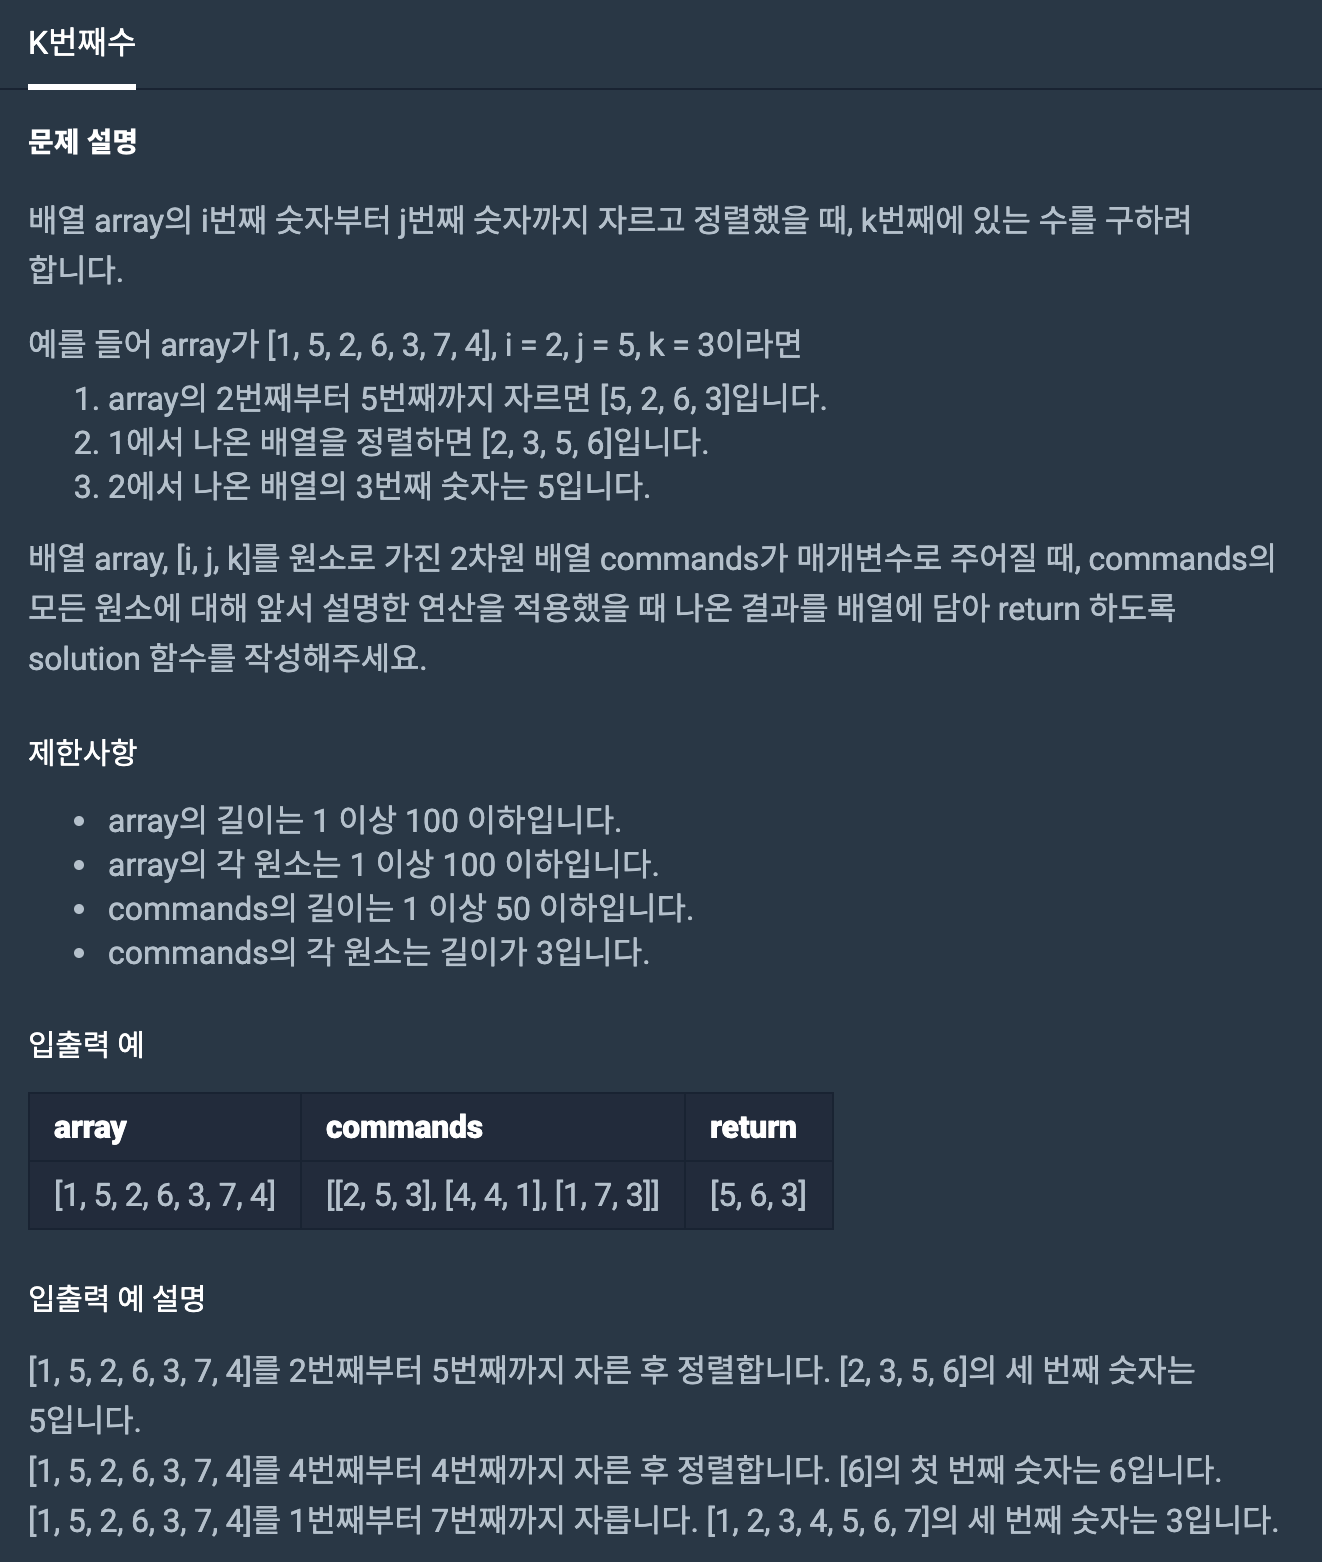 K번째수
문제 설명
배열 array의 i번째 숫자부터 j번째 숫자까지 자르고 정렬했을 때, k번째에 있는 수를 구하려
합니다.
예를 들어 array가 [1, 5, 2, 6, 3, 7, 4], i = 2, j = 5, k = 3이라면
1. array의 2번째부터 5번째까지 자르면 [5, 2, 6, 3]입니다.
2. 1에서 나온 배열을 정렬하면 [2, 3, 5, 6]입니다.
3. 2에서 나온 배열의 3번째 숫자는 5입니다.
배열 array, [i, j, k]를 원소로 가진 2차원 배열 commands가 매개변수로 주어질 때, commands의
모든 원소에 대해 앞서 설명한 연산을 적용했을 때 나온 결과를 배열에 담아 return 하도록
solution 함수를 작성해주세요.
제한사항
• array의 길이는 1 이상 100 이하입니다.
• array의 각 원소는 1 이상 100 이하입니다.
• commands의 길이는 1 이상 50 이하입니다.
• commands의 각 원소는 길이가 3입니다.
입출력 예
array commands return
[1, 5, 2, 6, 3, 7, 4] [[2, 5, 3], [4, 4, 1], [1, 7, 3]] [5, 6, 3]
입출력 예 설명
[1, 5, 2, 6, 3, 7, 4]를 2번째부터 5번째까지 자른 후 정렬합니다. [2, 3, 5, 6]의 세 번째 숫자는
5입니다.
[1, 5, 2, 6, 3, 7, 4]를 4번째부터 4번째까지 자른 후 정렬합니다. [6]의 첫 번째 숫자는 6입니다.
[1, 5, 2, 6, 3, 7, 4]를 1번째부터 7번째까지 자릅니다. [1, 2, 3, 4, 5, 6, 7]의 세 번째 숫자는 3입니다.